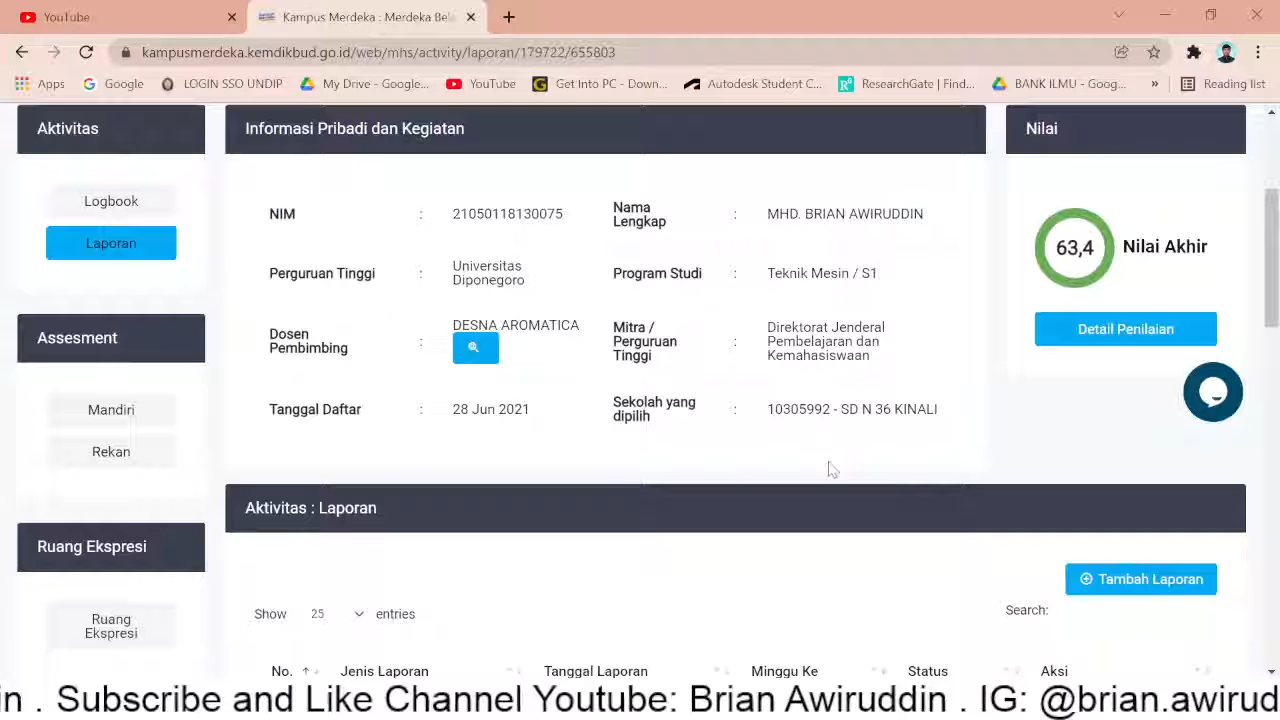 YouTube
Kampus Merdeka : Merdeka Bela
kampusmerdeka.kemdikbud.go.id/web/mhs/activity/laporan/179722/655803
Apps Google LOGIN SSO UNDIP My Drive - Google... YouTube Get Into PC - Down... Autodesk Student C... ResearchGate | Find... BANK ILMU - Goog... » Reading list
Aktivitas
Logbook
Laporan
Assesment
Mandiri
Rekan
Ruang Ekspresi
Ruang
Ekspresi
Informasi Pribadi dan Kegiatan
NIM : 21050118130075
Nama
Lengkap : MHD. BRIAN AWIRUDDIN
Perguruan Tinggi : Universitas
Diponegoro
Program Studi : Teknik Mesin / S1
Dosen
Pembimbing : DESNA AROMATICA
Mitra /
Perguruan
Tinggi : Direktorat Jenderal
Pembelajaran dan
Kemahasiswaan
Tanggal Daftar : 28 Jun 2021
Sekolah yang
dipilih : 10305992 - SD N 36 KINALI
Nilai
63,4 Nilai Akhir
Detail Penilaian
Aktivitas : Laporan
Tambah Laporan
Show 25 entries
Search:
No. Jenis Laporan Tanggal Laporan Minggu Ke Status Aksi
in . Subscribe and Like Channel Youtube: Brian Awiruddin . IG: @brian.awirud